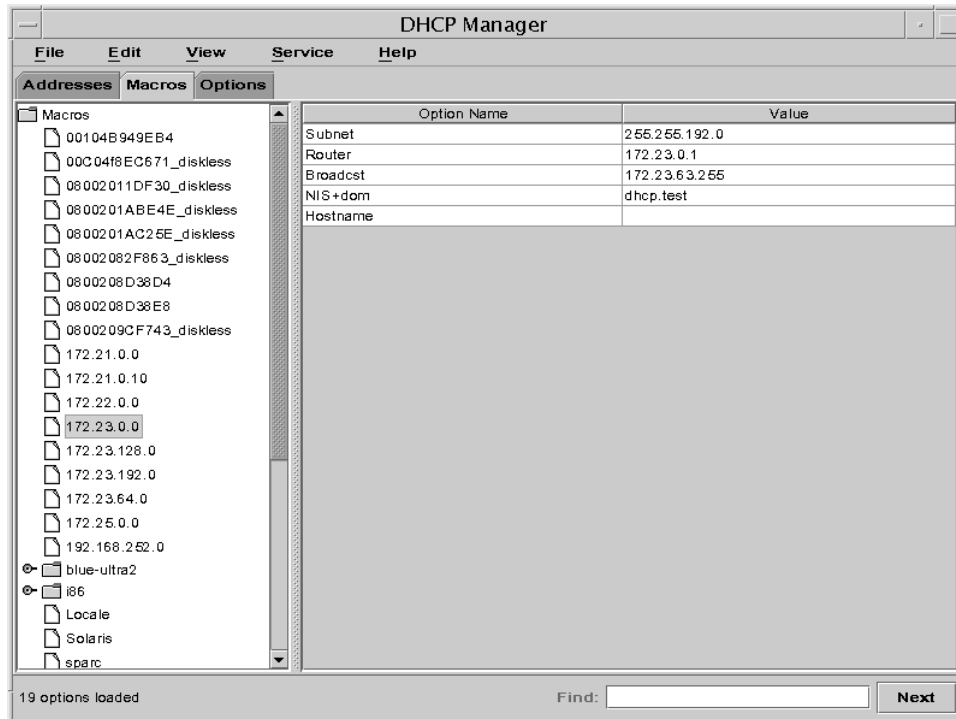 DHCP Manager
File Edit View Service Help
Addresses Macros Options
Macros
00104B949EB4
00C04f8EC671_diskless
08002011DF30_diskless
0800201ABE4E_diskless
0800201AC25E_diskless
08002082F863_diskless
0800208D38D4
0800208D38E8
0800209CF743_diskless
172.21.0.0
172.21.0.10
172.22.0.0
172.23.0.0
172.23.128.0
172.23.192.0
172.23.64.0
172.25.0.0
192.168.252.0
blue-ultra2
i86
Locale
Solaris
sparc
Option Name Value
Subnet 255.255.192.0
Router 172.23.0.1
Broadcst 172.23.63.255
NIS+dom dhcp.test
Hostname
19 options loaded
Find:
Next